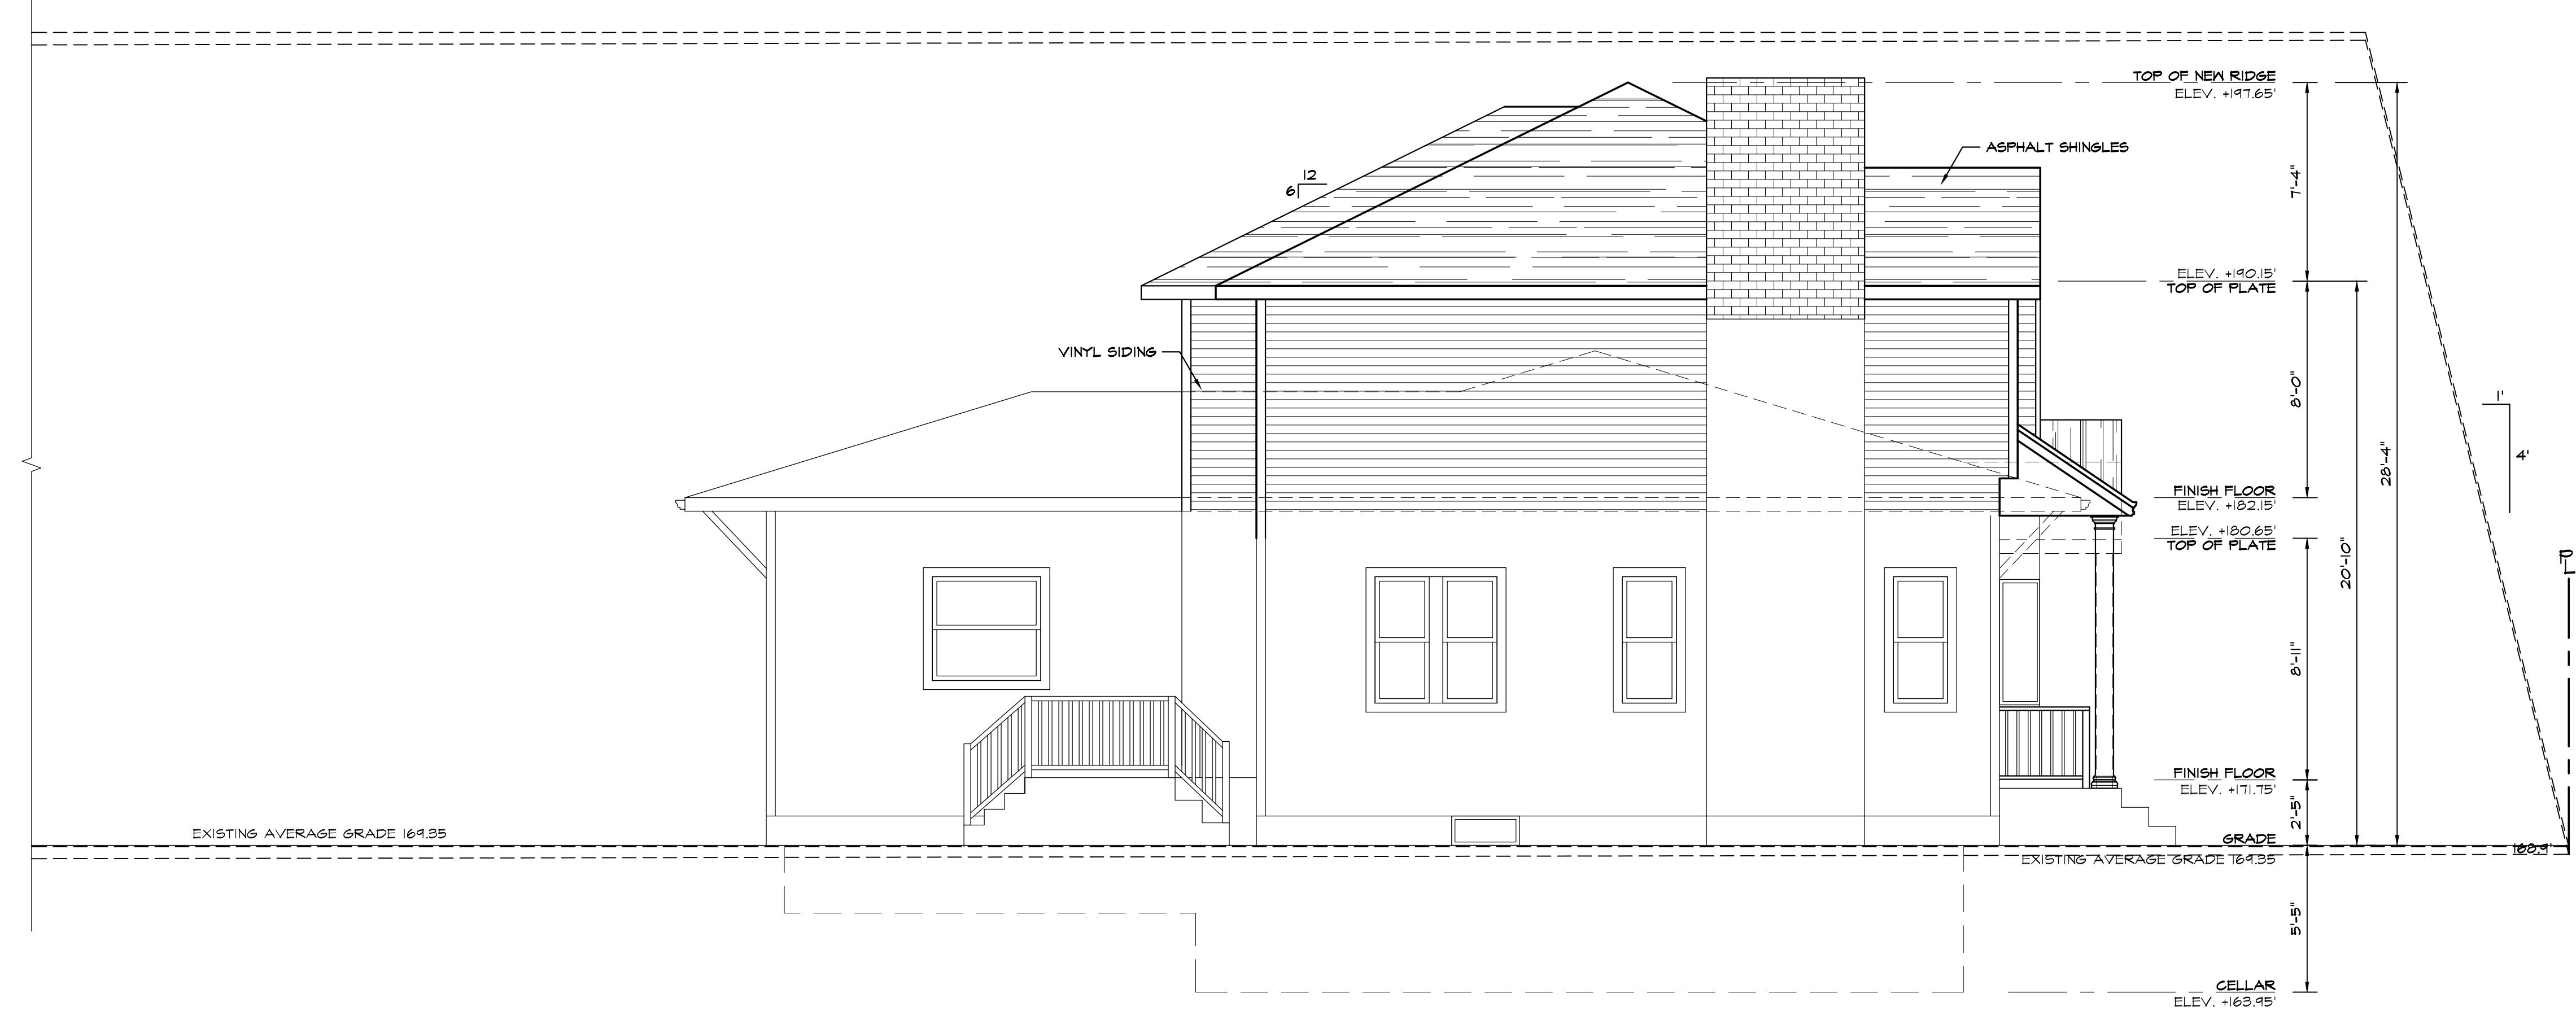 TOP OF NEW RIDGE
ELEV. +197.65'
ASPHALT SHINGLES
7'-4"
12
6
ELEV. +190.15'
TOP OF PLATE
VINYL SIDING
8'-0"
1'
4'
28'-4"
FINISH FLOOR
ELEV. +182.15'
ELEV. +180.65'
TOP OF PLATE
20'-10"
8'-11"
FINISH FLOOR
ELEV. +171.75'
2'-5"
EXISTING AVERAGE GRADE 169.35
GRADE
168.9'
EXISTING AVERAGE GRADE 169.35
5'-5"
CELLAR
ELEV. +163.95'